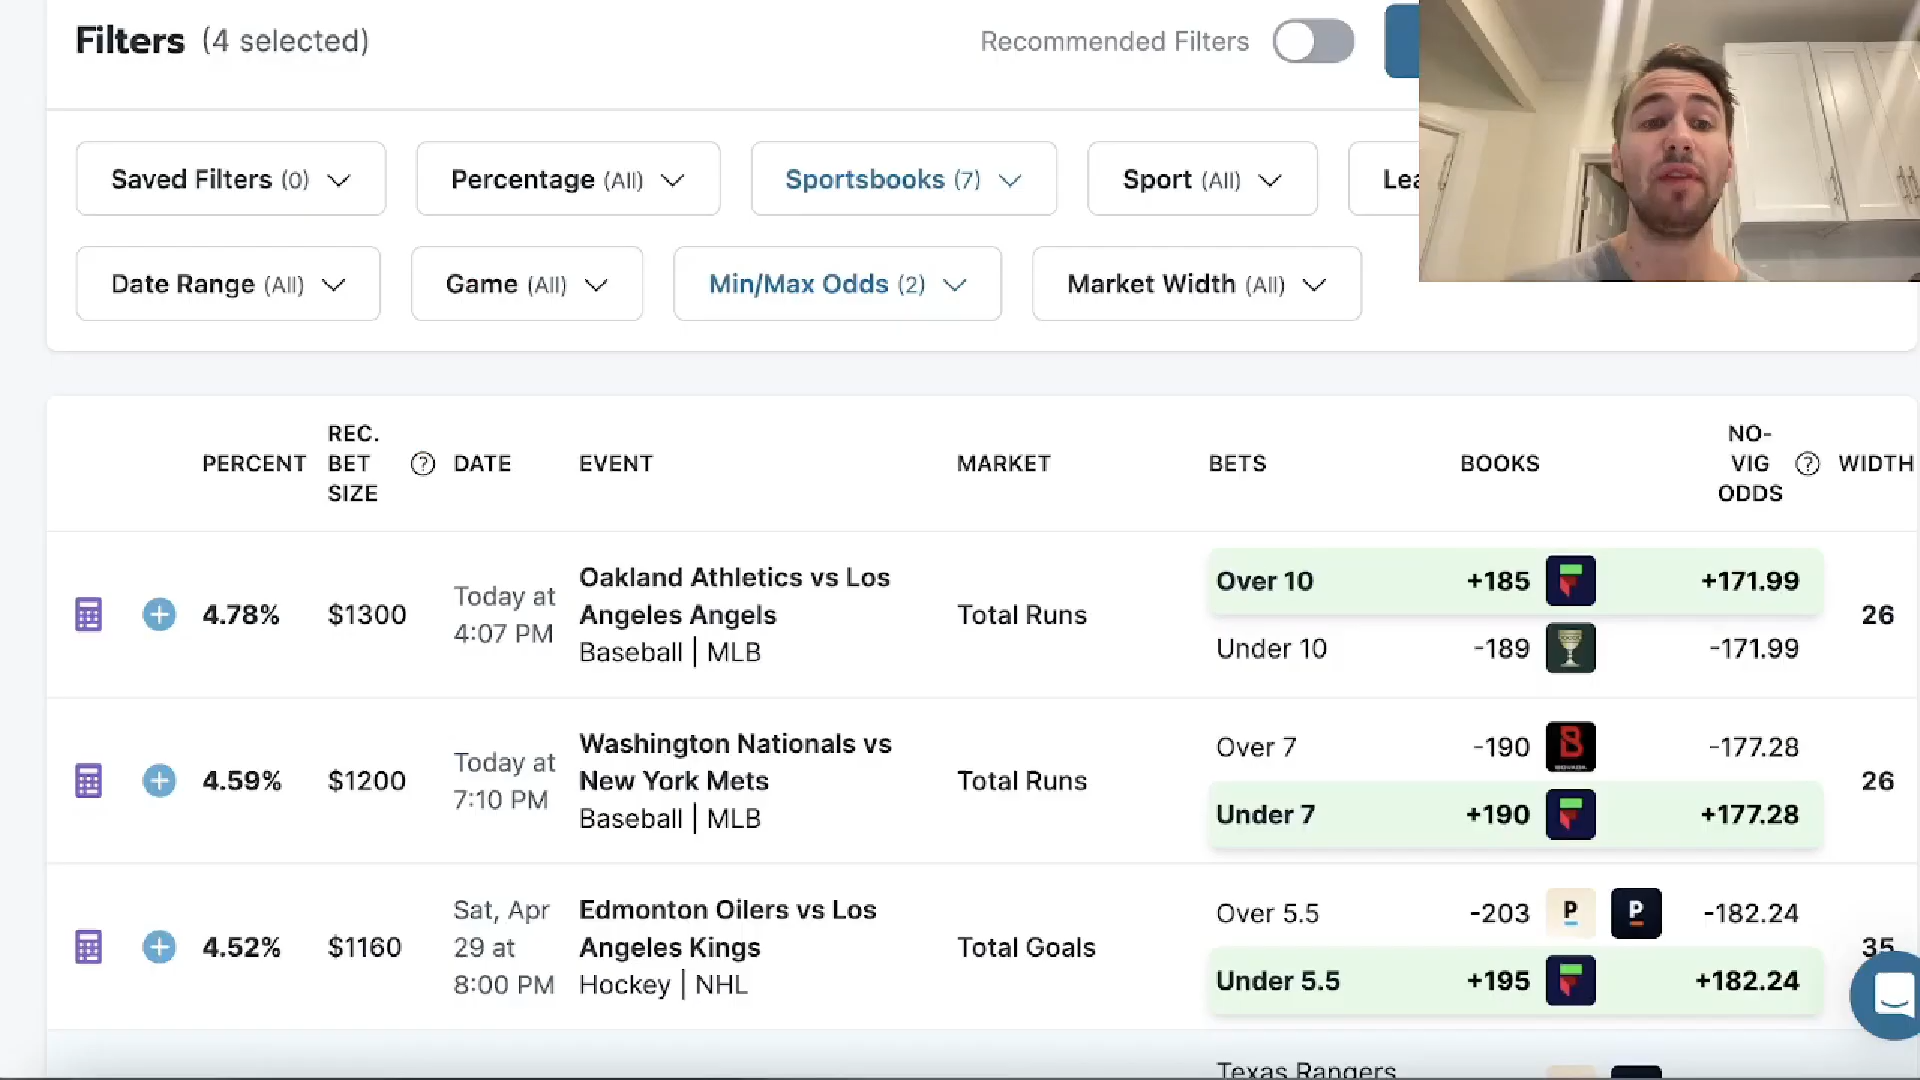 Filters (4 selected)
Recommended Filters
Saved Filters (0)
Percentage (All)
Sportsbooks (7)
Sport (All)
Lea
Date Range (All)
Game (All)
Min/Max Odds (2)
Market Width (All)
PERCENT
REC.
BET
SIZE
?
DATE
EVENT
MARKET
BETS
BOOKS
NO-
VIG
ODDS
?
WIDTH
4.78%
$1300
Today at
4:07 PM
Oakland Athletics vs Los
Angeles Angels
Baseball | MLB
Total Runs
Over 10
+185
+171.99
Under 10
-189
-171.99
26
4.59%
$1200
Today at
7:10 PM
Washington Nationals vs
New York Mets
Baseball | MLB
Total Runs
Over 7
-190
B
BOVADA
-177.28
Under 7
+190
+177.28
26
4.52%
$1160
Sat, Apr
29 at
8:00 PM
Edmonton Oilers vs Los
Angeles Kings
Hockey | NHL
Total Goals
Over 5.5
-203
P
P
-182.24
Under 5.5
+195
+182.24
35
Texas Rangers